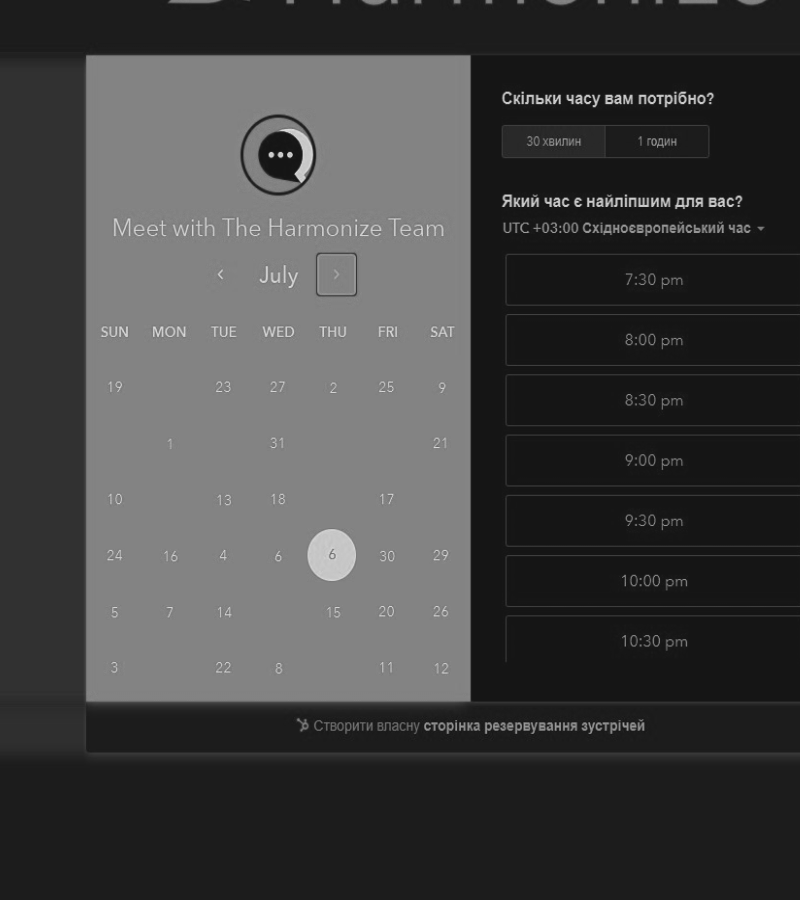 Скільки часу вам потрібно?
30 хвилин 1 годин
Meet with The Harmonize Team
July
SUN MON TUE WED THU FRI SAT
19 23 27 2 25 9
1 31 21
10 13 18 17
24 16 4 6 6 30 29
5 7 14 15 20 26
3 22 8 11 12
Який час є найліпшим для вас?
UTC +03:00 Східноєвропейський час
7:30 pm
8:00 pm
8:30 pm
9:00 pm
9:30 pm
10:00 pm
10:30 pm
Створити власну сторінка резервування зустрічей